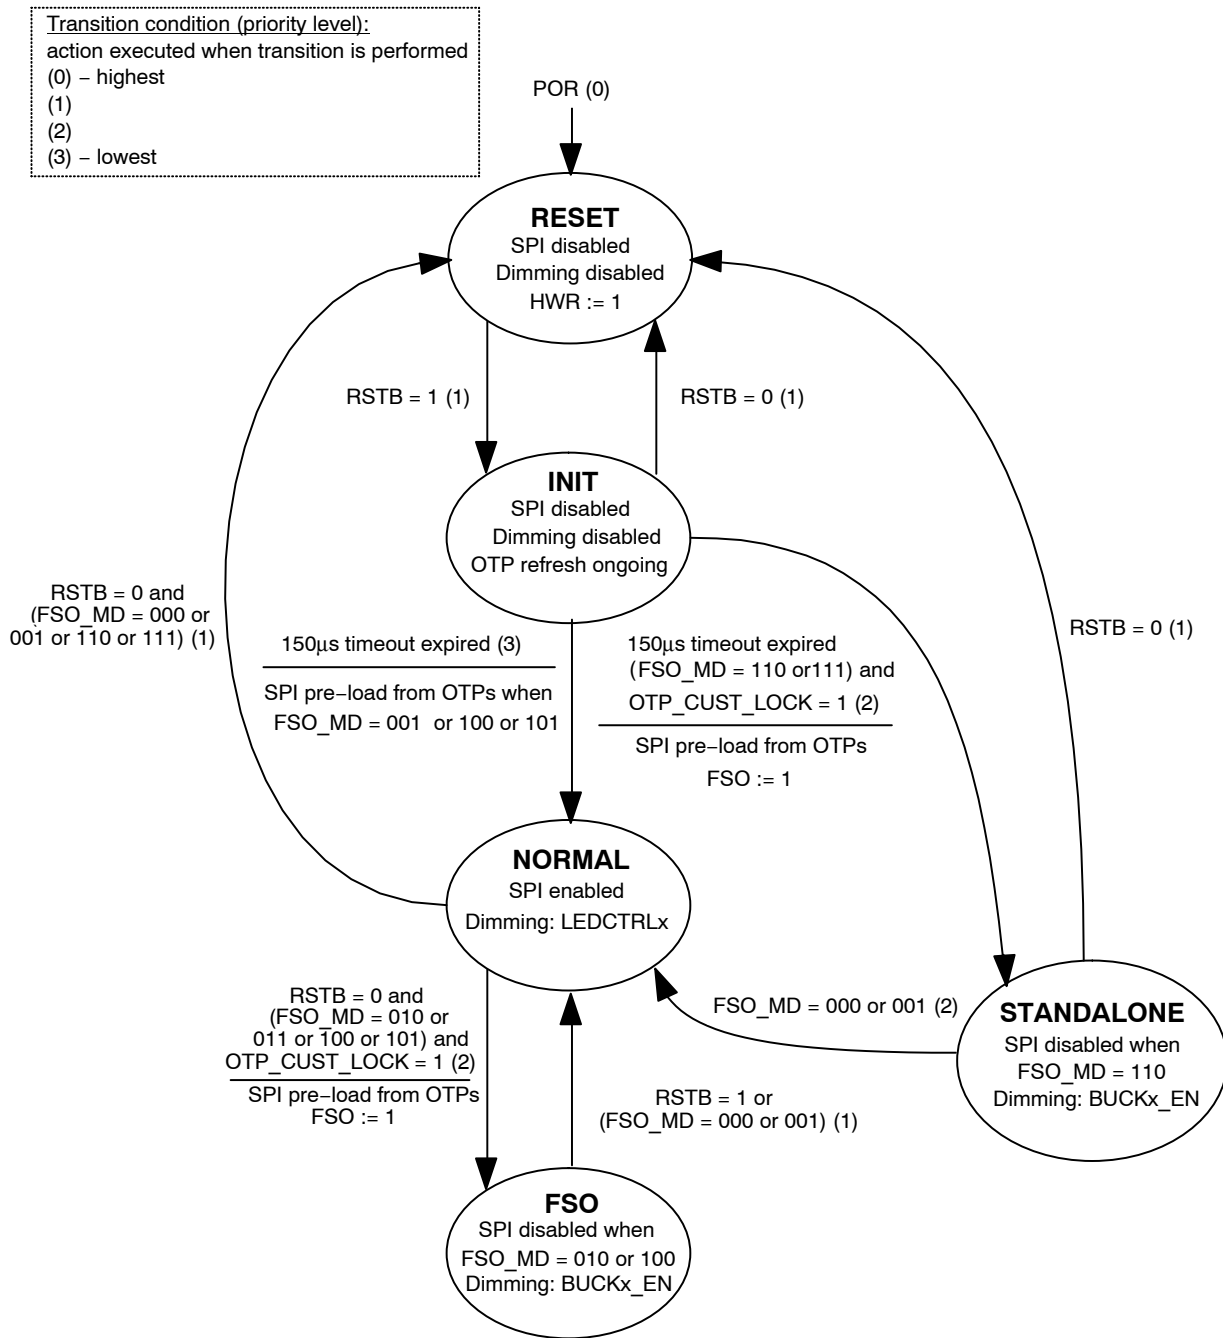 Transition condition (priority level):
action executed when transition is performed
(0) – highest
(1)
(2)
(3) – lowest
POR (0)
RESET
SPI disabled
Dimming disabled
HWR := 1
RSTB = 1 (1)
RSTB = 0 (1)
INIT
SPI disabled
Dimming disabled
OTP refresh ongoing
RSTB = 0 and
(FSO_MD = 000 or
001 or 110 or 111) (1)
RSTB = 0 (1)
150μs timeout expired (3)
SPI pre–load from OTPs when
FSO_MD = 001 or 100 or 101
150μs timeout expired
(FSO_MD = 110 or111) and
OTP_CUST_LOCK = 1 (2)
SPI pre–load from OTPs
FSO := 1
NORMAL
SPI enabled
Dimming: LEDCTRLx
RSTB = 0 and
(FSO_MD = 010 or
011 or 100 or 101) and
OTP_CUST_LOCK = 1 (2)
SPI pre–load from OTPs
FSO := 1
FSO_MD = 000 or 001 (2)
STANDALONE
SPI disabled when
FSO_MD = 110
Dimming: BUCKx_EN
RSTB = 1 or
(FSO_MD = 000 or 001) (1)
FSO
SPI disabled when
FSO_MD = 010 or 100
Dimming: BUCKx_EN